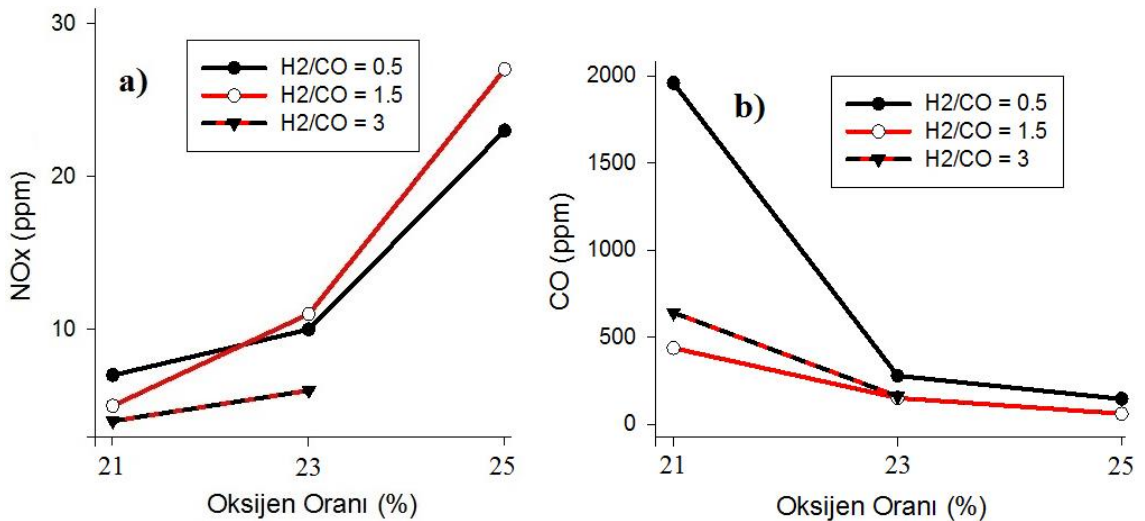 a)
H2/CO = 0.5
H2/CO = 1.5
H2/CO = 3
30
20
10
NOx (ppm)
21
23
25
Oksijen Oranı (%)
b)
H2/CO = 0.5
H2/CO = 1.5
H2/CO = 3
2000
1500
1000
500
0
CO (ppm)
21
23
25
Oksijen Oranı (%)